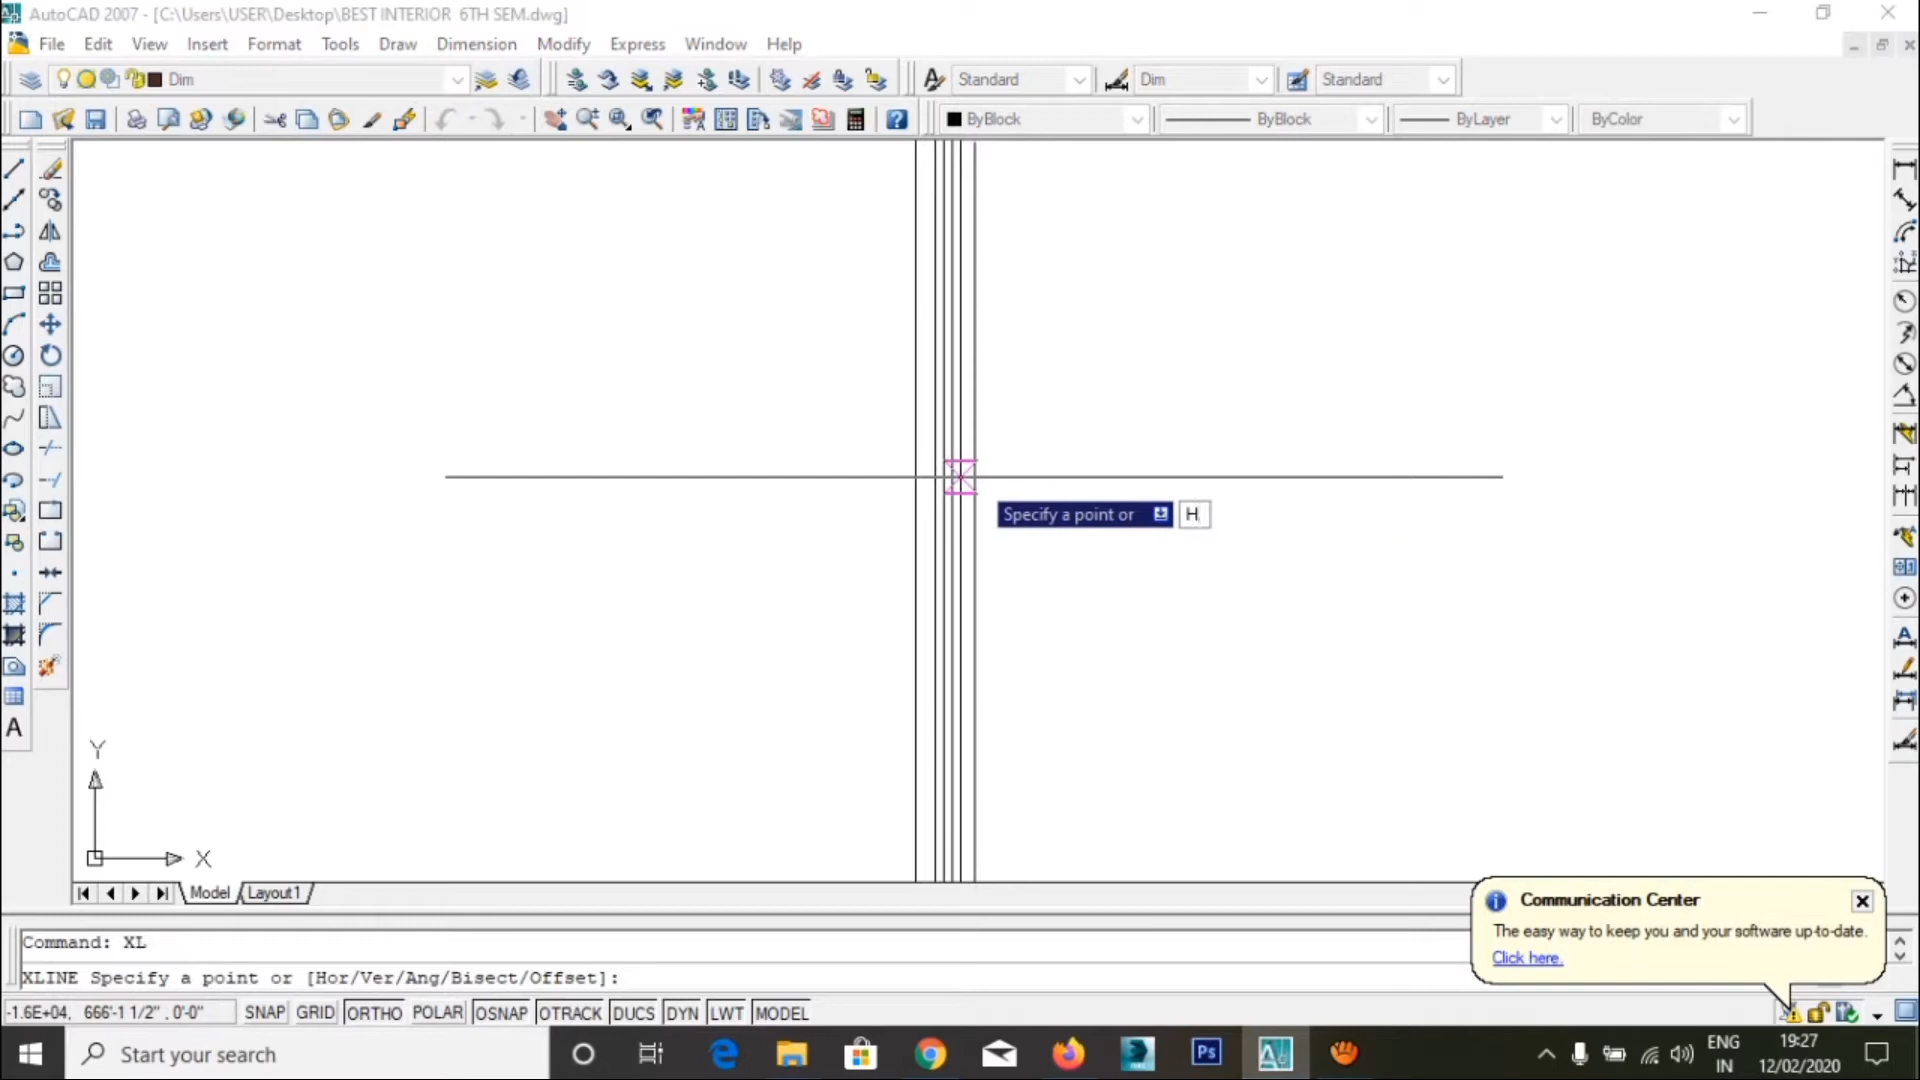 AutoCAD 2007 - [C:\Users\USER\Desktop\BEST INTERIOR  6TH SEM.dwg]
File Edit View Insert Format Tools Draw Dimension Modify Express Window Help
Dim Standard Dim Standard
ByBlock ByBlock ByLayer ByColor
Specify a point or H
A
Y
X
Model Layout1
Communication Center
The easy way to keep you and your software up-to-date.
Click here.
Command: XL
XLINE Specify a point or [Hor/Ver/Ang/Bisect/Offset]:
-1.6E+04, 666'-1 1/2" , 0'-0" SNAP GRID ORTHO POLAR OSNAP OTRACK DUCS DYN LWT MODEL
Start your search
Ps
ENG
IN
19:27
12/02/2020